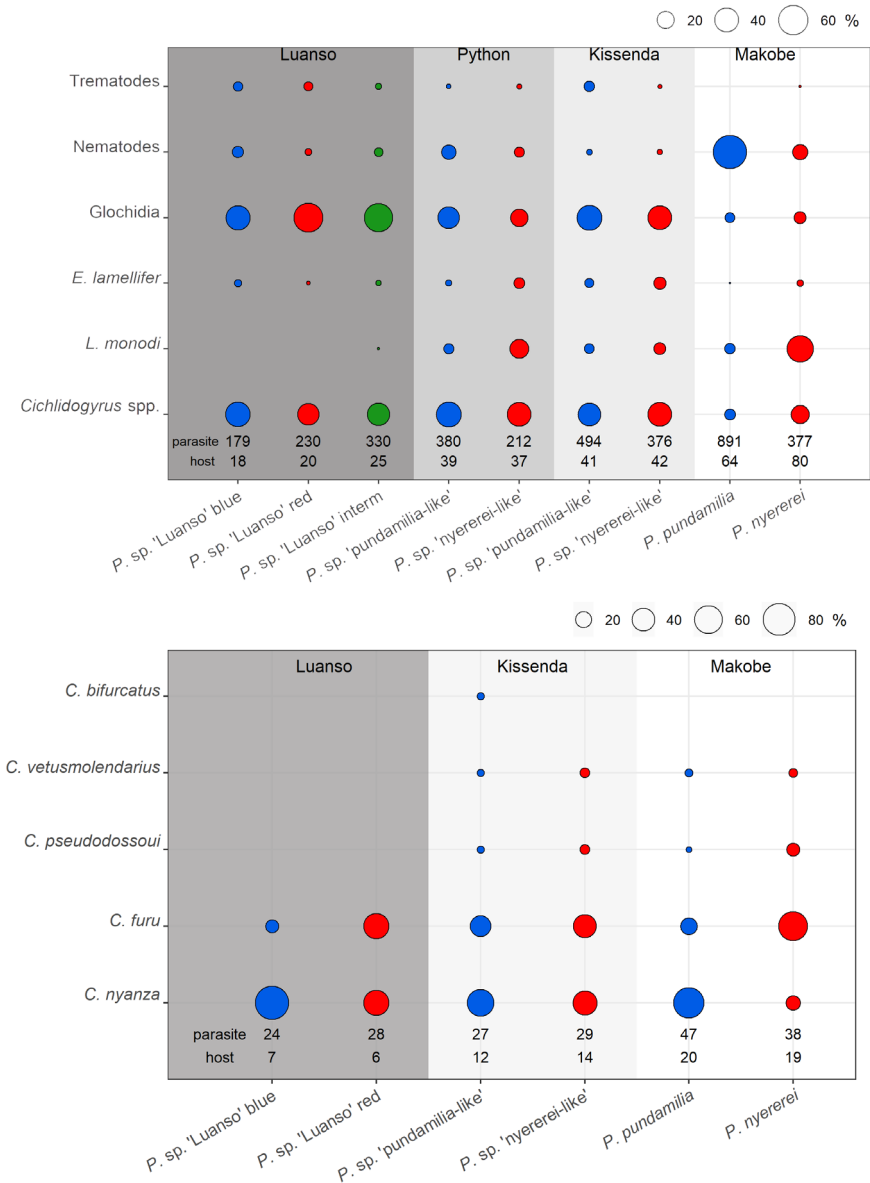 20 40 60 %
Luanso Python Kissenda Makobe
Trematodes
Nematodes
Glochidia
E. lamellifer
L. monodi
Cichlidogyrus spp.
parasite 179 230 330 380 212 494 376 891 377
host 18 20 25 39 37 41 42 64 80
P. sp. 'Luanso' blue
P. sp. 'Luanso' red
P. sp. 'Luanso' interm
P. sp. 'pundamilia-like'
P. sp. 'nyererei-like'
P. sp. 'pundamilia-like'
P. sp. 'nyererei-like'
P. pundamilia
P. nyererei
20 40 60 80 %
Luanso Kissenda Makobe
C. bifurcatus
C. vetusmolendarius
C. pseudodossoui
C. furu
C. nyanza
parasite 24 28 27 29 47 38
host 7 6 12 14 20 19
P. sp. 'Luanso' blue
P. sp. 'Luanso' red
P. sp. 'pundamilia-like'
P. sp. 'nyererei-like'
P. pundamilia
P. nyererei